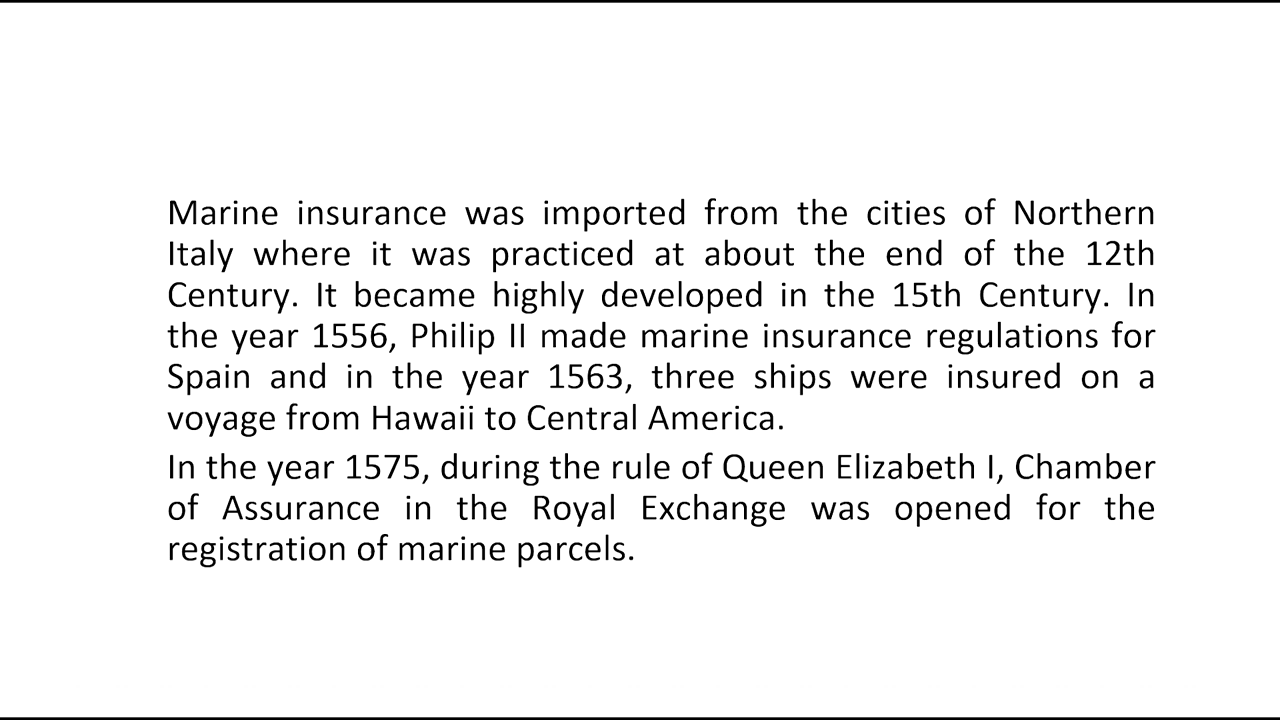 Marine insurance was imported from the cities of Northern
Italy where it was practiced at about the end of the 12th
Century. It became highly developed in the 15th Century. In
the year 1556, Philip II made marine insurance regulations for
Spain and in the year 1563, three ships were insured on a
voyage from Hawaii to Central America.
In the year 1575, during the rule of Queen Elizabeth I, Chamber
of Assurance in the Royal Exchange was opened for the
registration of marine parcels.